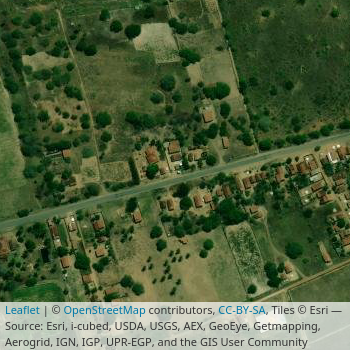 Leaflet | © OpenStreetMap contributors, CC-BY-SA, Tiles © Esri —
Source: Esri, i-cubed, USDA, USGS, AEX, GeoEye, Getmapping,
Aerogrid, IGN, IGP, UPR-EGP, and the GIS User Community